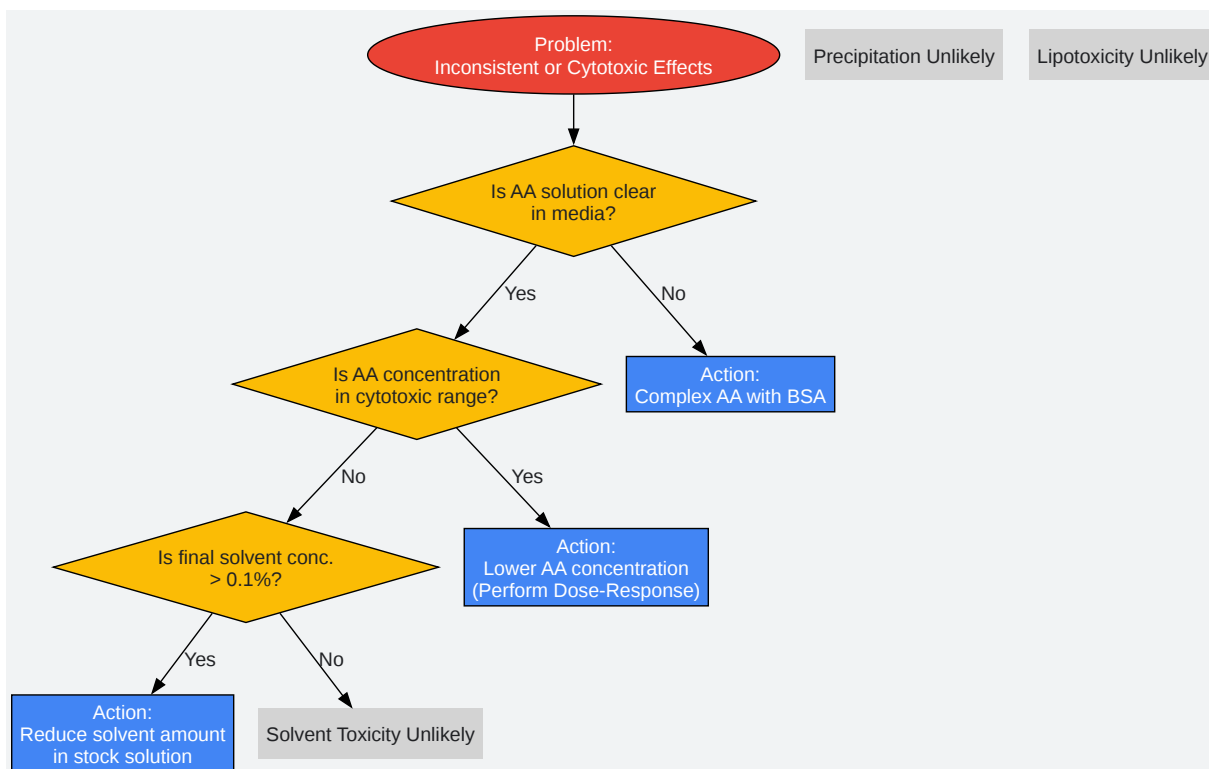 Problem:
Inconsistent or Cytotoxic Effects
Precipitation Unlikely
Lipotoxicity Unlikely
Is AA solution clear
in media?
Yes
No
Is AA concentration
in cytotoxic range?
Action:
Complex AA with BSA
No
Yes
Is final solvent conc.
> 0.1%?
Action:
Lower AA concentration
(Perform Dose-Response)
Yes
No
Action:
Reduce solvent amount
in stock solution
Solvent Toxicity Unlikely